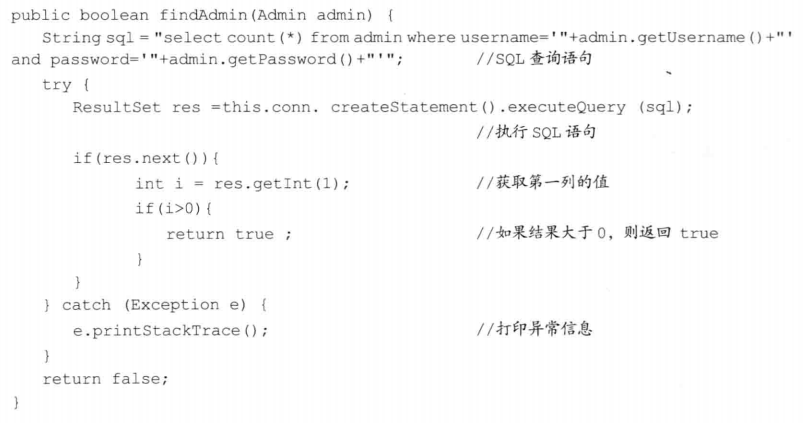 public boolean findAdmin(Admin admin) {
    String sql = "select count(*) from admin where username='"+admin.getUsername()+"'
and password='"+admin.getPassword()+"'";          //SQL 查询语句
    try {
        ResultSet res =this.conn. createStatement().executeQuery (sql);
                                                  //执行 SQL 语句
        if(res.next()){
                int i = res.getInt(1);            //获取第一列的值
                if(i>0){
                    return true ;                 //如果结果大于 0, 则返回 true
                }
        }
    } catch (Exception e) {
        e.printStackTrace();                      //打印异常信息
    }
    return false;
}